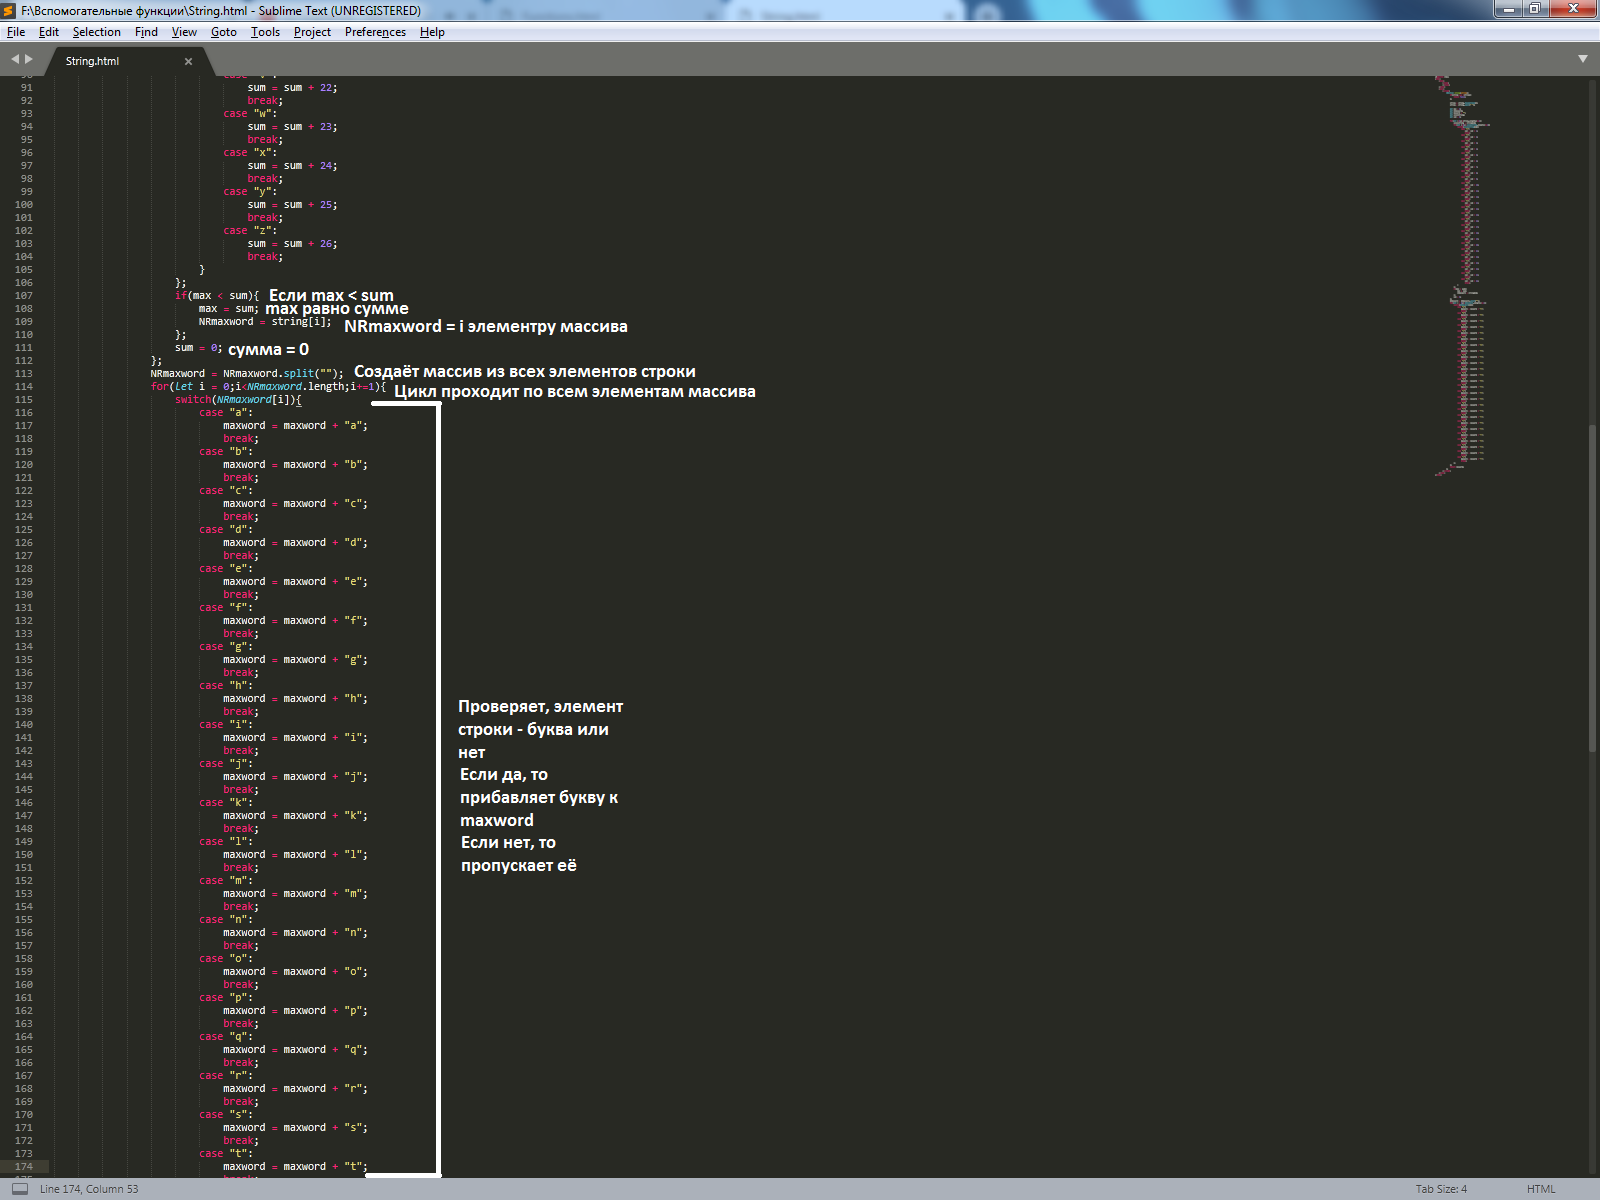 F:\Вспомогательные функции\String.html - Sublime Text (UNREGISTERED)
File Edit Selection Find View Goto Tools Project Preferences Help
String.html
91 sum = sum + 22;
92 break;
93 case "w":
94 sum = sum + 23;
95 break;
96 case "x":
97 sum = sum + 24;
98 break;
99 case "y":
100 sum = sum + 25;
101 break;
102 case "z":
103 sum = sum + 26;
104 break;
105 }
106 };
107 if(max < sum){ Если max < sum
108 max = sum; max равно сумме
109 NRmaxword = string[i]; NRmaxword = i элементру массива
110 };
111 sum = 0; сумма = 0
112 };
113 NRmaxword = NRmaxword.split(""); Создаёт массив из всех элементов строки
114 for(let i = 0;i<NRmaxword.length;i+=1){ Цикл проходит по всем элементам массива
115 switch(NRmaxword[i]){
116 case "a":
117 maxword = maxword + "a";
118 break;
119 case "b":
120 maxword = maxword + "b";
121 break;
122 case "c":
123 maxword = maxword + "c";
124 break;
125 case "d":
126 maxword = maxword + "d";
127 break;
128 case "e":
129 maxword = maxword + "e";
130 break;
131 case "f":
132 maxword = maxword + "f";
133 break;
134 case "g":
135 maxword = maxword + "g";
136 break;
137 case "h":
138 maxword = maxword + "h";
139 break;
140 case "i":
141 maxword = maxword + "i";
142 break;
143 case "j":
144 maxword = maxword + "j";
145 break;
146 case "k":
147 maxword = maxword + "k";
148 break;
149 case "l":
150 maxword = maxword + "l";
151 break;
152 case "m":
153 maxword = maxword + "m";
154 break;
155 case "n":
156 maxword = maxword + "n";
157 break;
158 case "o":
159 maxword = maxword + "o";
160 break;
161 case "p":
162 maxword = maxword + "p";
163 break;
164 case "q":
165 maxword = maxword + "q";
166 break;
167 case "r":
168 maxword = maxword + "r";
169 break;
170 case "s":
171 maxword = maxword + "s";
172 break;
173 case "t":
174 maxword = maxword + "t";
Проверяет, элемент
строки - буква или
нет
Если да, то
прибавляет букву к
maxword
Если нет, то
пропускает её
Line 174, Column 53
Tab Size: 4
HTML